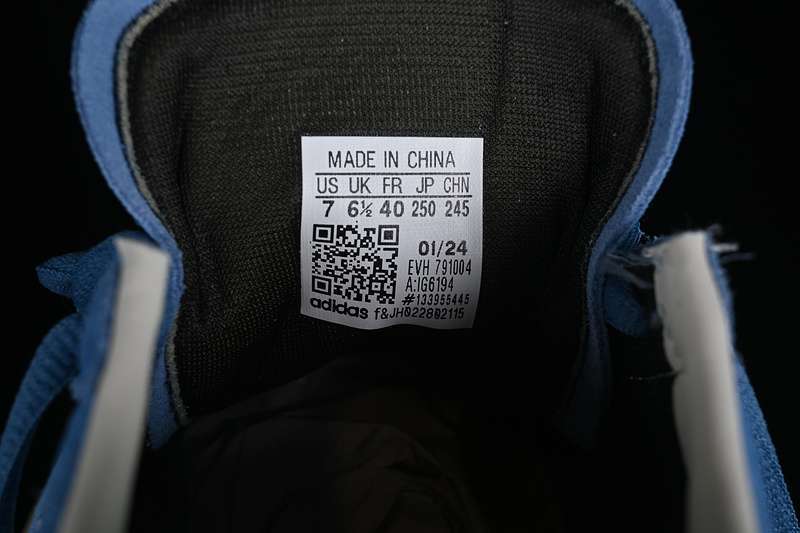 MADE IN CHINA
US UK FR JP CHN
7 6½ 40 250 245
01/24
EVH 791004
A:IG6194
#133955445
adidas f&JH022802115